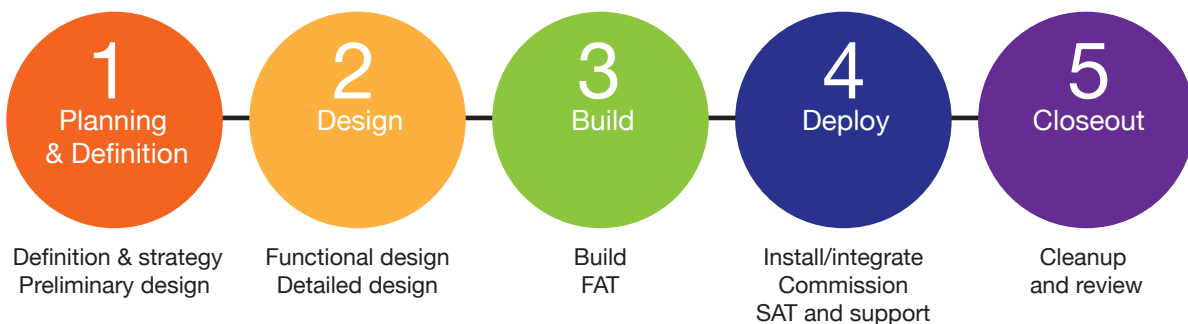 1
Planning
& Definition
2
Design
3
Build
4
Deploy
5
Closeout
Definition & strategy
Preliminary design
Functional design
Detailed design
Build
FAT
Install/integrate
Commission
SAT and support
Cleanup
and review